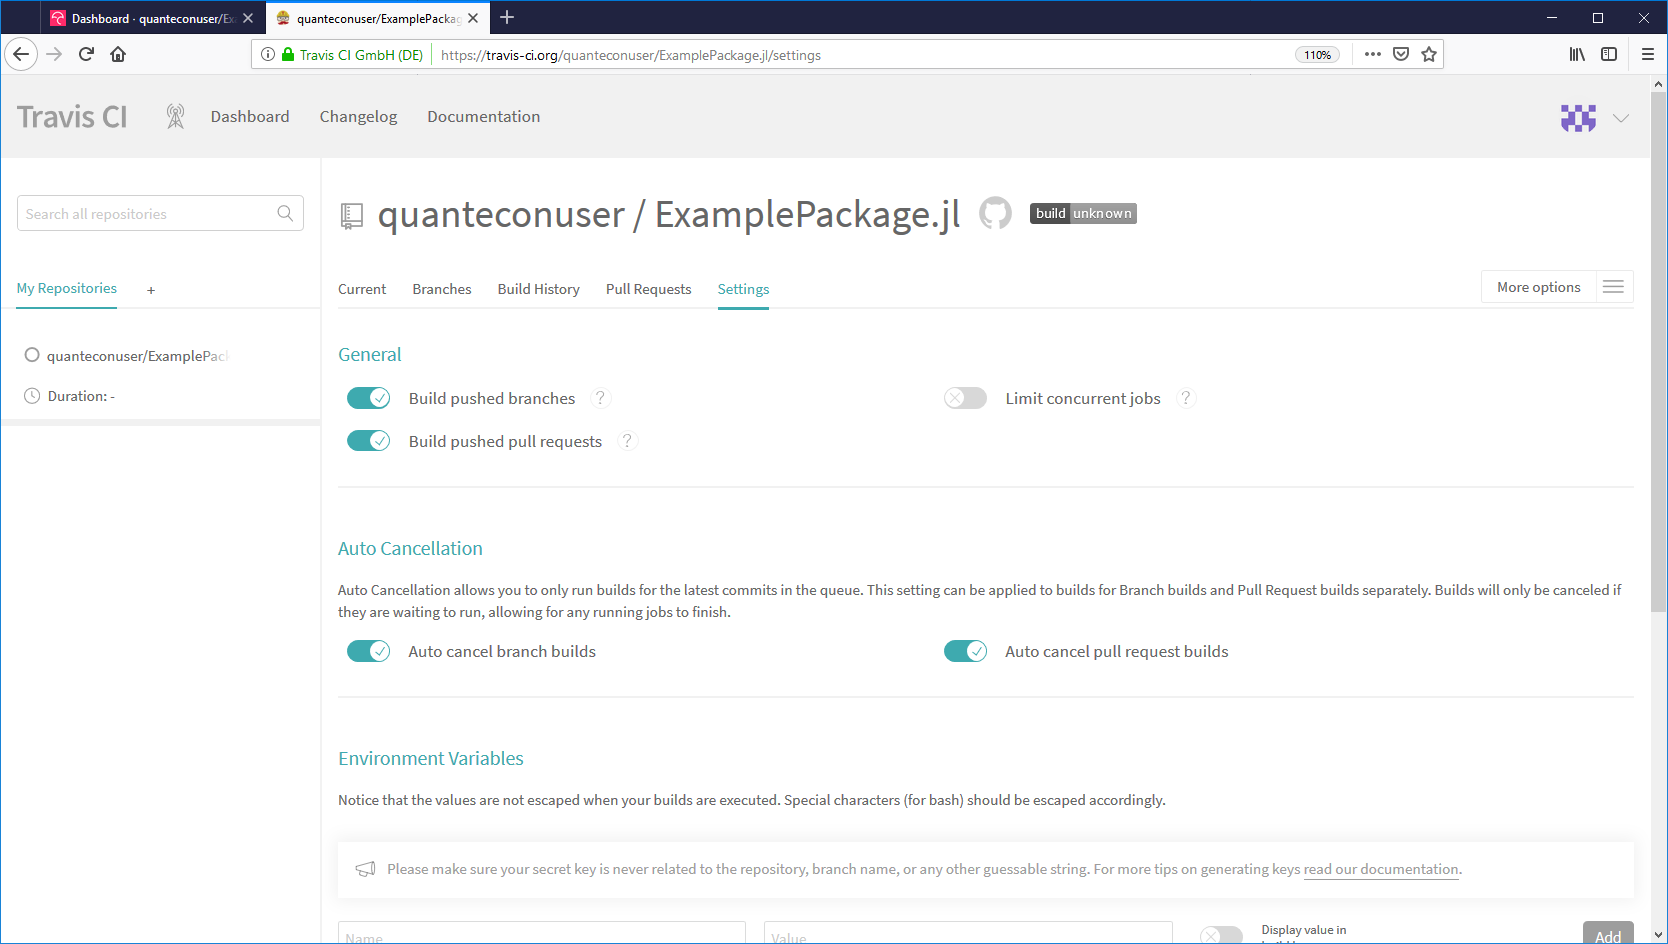 Dashboard · quanteconuser/Ex
quanteconuser/ExamplePackag
Travis CI GmbH (DE)
https://travis-ci.org/quanteconuser/ExamplePackage.jl/settings
110%
Travis CI
Dashboard
Changelog
Documentation
Search all repositories
quanteconuser / ExamplePackage.jl
build unknown
My Repositories
+
Current
Branches
Build History
Pull Requests
Settings
More options
quanteconuser/ExamplePack
Duration: -
General
Build pushed branches ?
Limit concurrent jobs ?
Build pushed pull requests ?
Auto Cancellation
Auto Cancellation allows you to only run builds for the latest commits in the queue. This setting can be applied to builds for Branch builds and Pull Request builds separately. Builds will only be canceled if
they are waiting to run, allowing for any running jobs to finish.
Auto cancel branch builds
Auto cancel pull request builds
Environment Variables
Notice that the values are not escaped when your builds are executed. Special characters (for bash) should be escaped accordingly.
Please make sure your secret key is never related to the repository, branch name, or any other guessable string. For more tips on generating keys read our documentation.
Name
Value
Display value in
Add